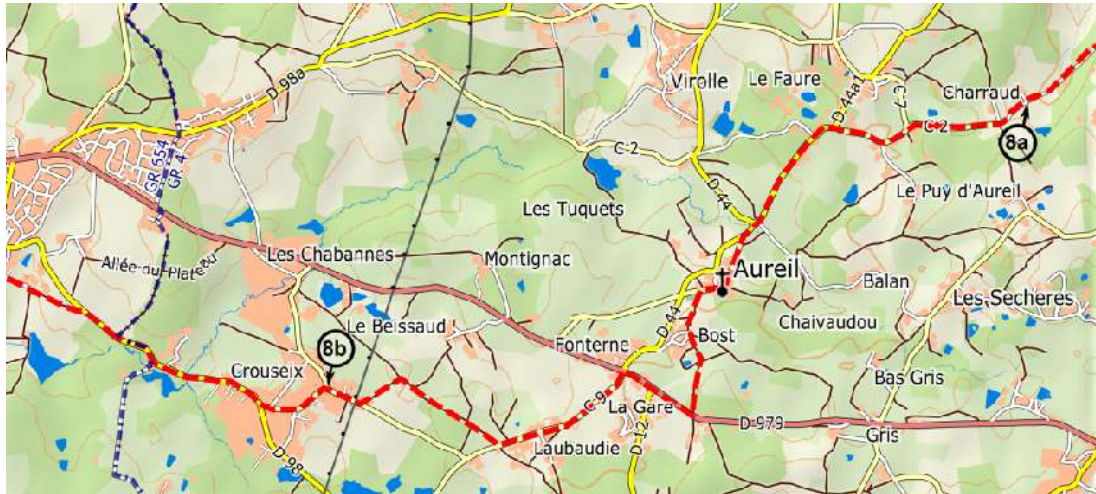 D 98a
Virolle
Le Faure
D 44a1
C 2
Charraud
8a
C 2
C 2
GR 654
GR 4
Le Puy d'Aureil
Les Tuquets
D 44
Les Chabannes
Allée du Plateau
Montignac
Aureil
Balan
Les Secheres
Chaivaudou
Le Beissaud
8b
Fonterne
D 44
Bost
Crouseix
Bas Gris
C 9
La Gare
D 979
Gris
Laubaudie
D 12
D 98